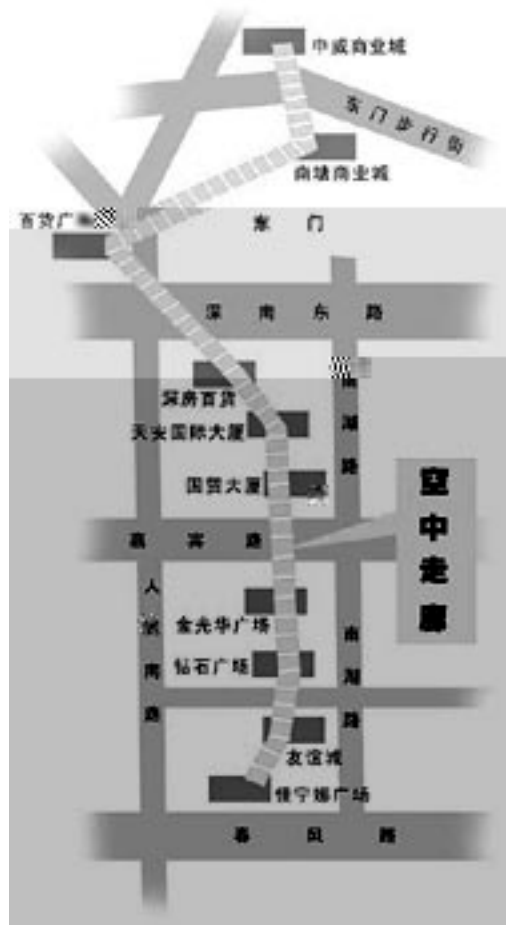 中威商业城
东门步行街
南塘商业城
百货广
东门
深南东路
深房百货
天安国际大厦
湖路
国贸大厦
空中走廊
嘉宾路
人民南路
金光华广场
南湖路
钻石广场
友谊城
佳宁娜广场
春风路